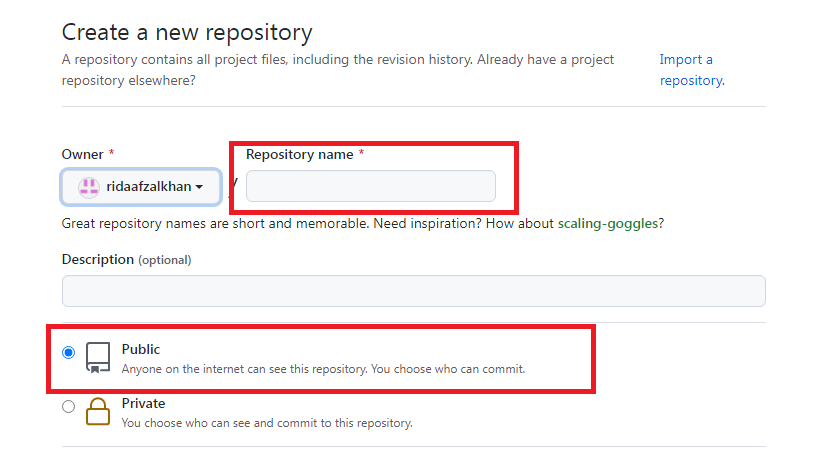 Create a new repository
A repository contains all project files, including the revision history. Already have a project
repository elsewhere?
Import a
repository.
Owner *
Repository name *
ridaafzalkhan
/
Great repository names are short and memorable. Need inspiration? How about scaling-goggles?
Description (optional)
Public
Anyone on the internet can see this repository. You choose who can commit.
Private
You choose who can see and commit to this repository.